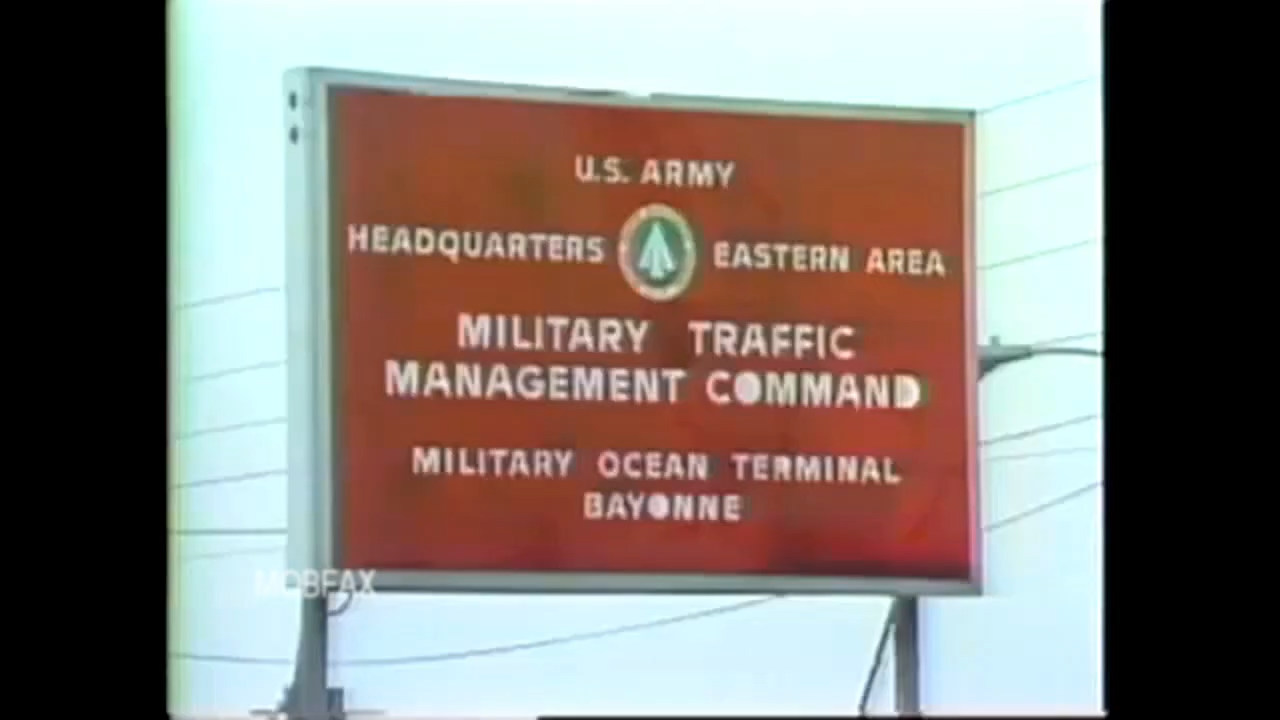 U.S. ARMY
HEADQUARTERS EASTERN AREA
MILITARY TRAFFIC
MANAGEMENT COMMAND
MILITARY OCEAN TERMINAL
BAYONNE
MOBFAX